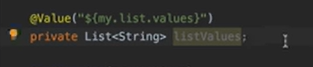 @Value("${my.list.values}")
private List<String> listValues;